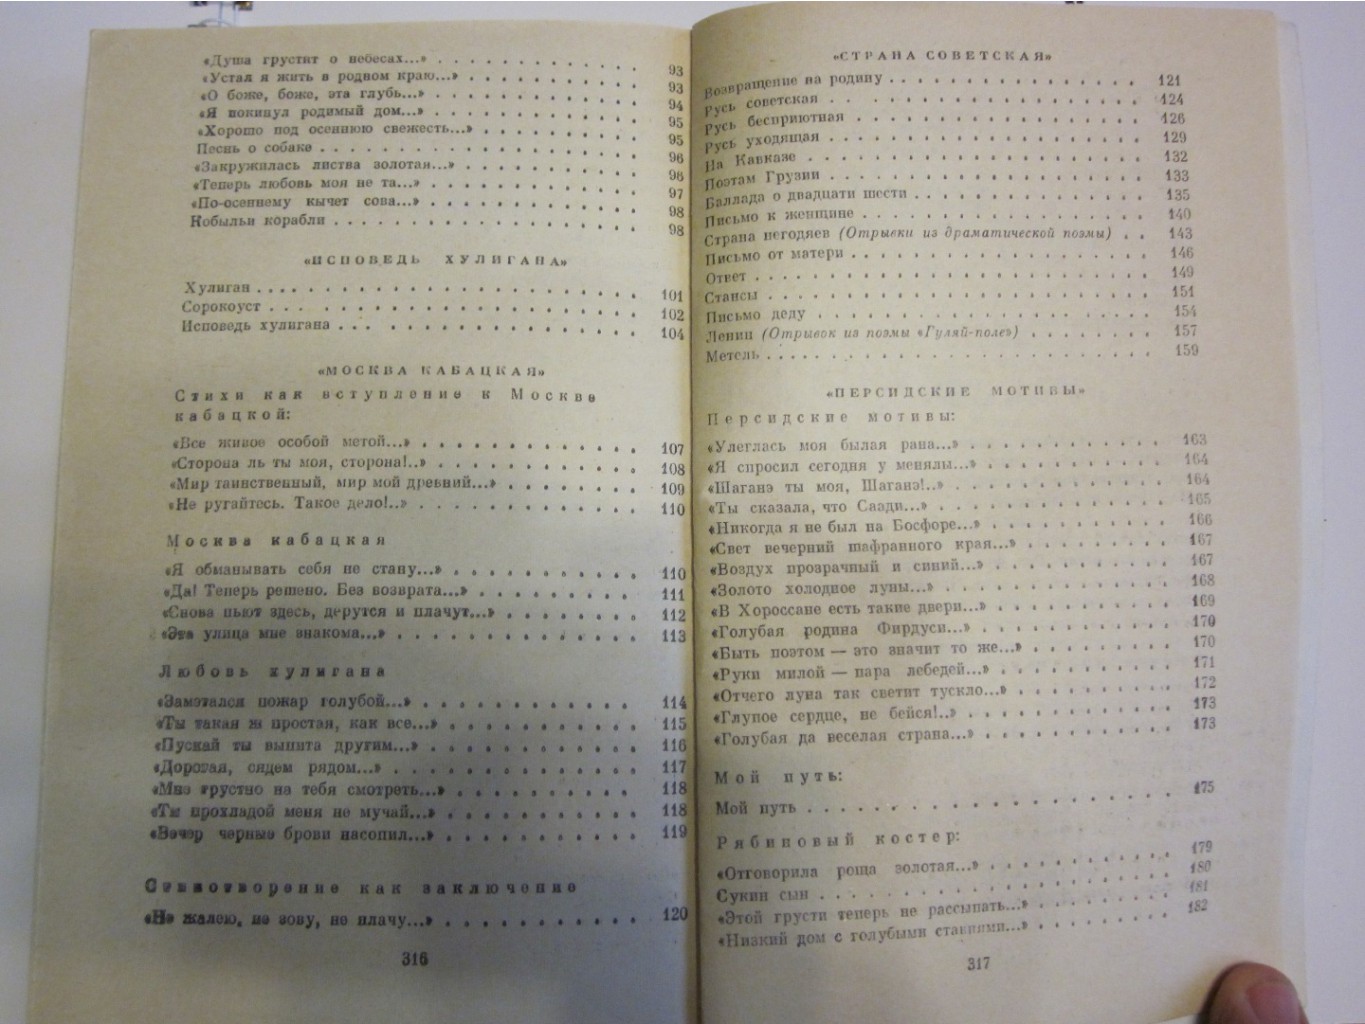 «Душа грустит о небесах...» . . . . . . . . . . . . 93
«Устал я жить в родном краю...» . . . . . . . . . . 93
«О боже, боже, эта глубь...» . . . . . . . . . . . . 94
«Я покинул родимый дом...» . . . . . . . . . . . . 95
«Хорошо под осеннюю свежесть...» . . . . . . . . . 95
Песнь о собаке . . . . . . . . . . . . . . . . . . 96
«Закружилась листва золотая...» . . . . . . . . . . 96
«Теперь любовь моя не та...» . . . . . . . . . . . 97
«По-осеннему кычет сова...» . . . . . . . . . . . . 98
Кобыльи корабли . . . . . . . . . . . . . . . . . 98
«ИСПОВЕДЬ ХУЛИГАНА»
Хулиган . . . . . . . . . . . . . . . . . . . . . 101
Сорокоуст . . . . . . . . . . . . . . . . . . . . 102
Исповедь хулигана . . . . . . . . . . . . . . . . 104
«МОСКВА КАБАЦКАЯ»
Стихи как вступление к Москве
кабацкой:
«Все живое особой метой...» . . . . . . . . . . . . 107
«Сторона ль ты моя, сторона!..» . . . . . . . . . . 108
«Мир таинственный, мир мой древний...» . . . . . . 109
«Не ругайтесь. Такое дело!..» . . . . . . . . . . . 110
Москва кабацкая
«Я обманывать себя не стану...» . . . . . . . . . . 110
«Да! Теперь решено. Без возврата...» . . . . . . . . 111
«Снова пьют здесь, дерутся и плачут...» . . . . . . 112
«Эта улица мне знакома...» . . . . . . . . . . . . 113
Любовь хулигана
«Заметался пожар голубой...» . . . . . . . . . . . 114
«Ты такая ж простая, как все...» . . . . . . . . . . 115
«Пускай ты выпита другим...» . . . . . . . . . . . 116
«Дорогая, сядем рядом...» . . . . . . . . . . . . . 117
«Мне грустно на тебя смотреть...» . . . . . . . . . 118
«Ты прохладой меня не мучай...» . . . . . . . . . . 118
«Вечер черные брови насопил...» . . . . . . . . . . 119
Стихотворение как заключение
«Не жалею, не зову, не плачу...» . . . . . . . . . . 120
316
«СТРАНА СОВЕТСКАЯ»
Возвращение на родину . . . . . . . . . . . . . . 121
Русь советская . . . . . . . . . . . . . . . . . . 124
Русь бесприютная . . . . . . . . . . . . . . . . . 126
Русь уходящая . . . . . . . . . . . . . . . . . . 129
На Кавказе . . . . . . . . . . . . . . . . . . . . 132
Поэтам Грузии . . . . . . . . . . . . . . . . . . 133
Баллада о двадцати шести . . . . . . . . . . . . . 135
Письмо к женщине . . . . . . . . . . . . . . . . . 140
Страна негодяев (Отрывки из драматической поэмы) . . 143
Письмо от матери . . . . . . . . . . . . . . . . . 146
Ответ . . . . . . . . . . . . . . . . . . . . . . 149
Стансы . . . . . . . . . . . . . . . . . . . . . . 151
Письмо деду . . . . . . . . . . . . . . . . . . . 154
Ленин (Отрывок из поэмы «Гуляй-поле») . . . . . . . 157
Метель . . . . . . . . . . . . . . . . . . . . . . 159
«ПЕРСИДСКИЕ МОТИВЫ»
Персидские мотивы:
«Улеглась моя былая рана...» . . . . . . . . . . . 163
«Я спросил сегодня у менялы...» . . . . . . . . . . 164
«Шаганэ ты моя, Шаганэ!..» . . . . . . . . . . . . 164
«Ты сказала, что Саади...» . . . . . . . . . . . . 165
«Никогда я не был на Босфоре...» . . . . . . . . . 166
«Свет вечерний шафранного края...» . . . . . . . . 167
«Воздух прозрачный и синий...» . . . . . . . . . . 167
«Золото холодное луны...» . . . . . . . . . . . . . 168
«В Хороссане есть такие двери...» . . . . . . . . . 169
«Голубая родина Фирдуси...» . . . . . . . . . . . . 170
«Быть поэтом — это значит то же...» . . . . . . . . 170
«Руки милой — пара лебедей...» . . . . . . . . . . 171
«Отчего луна так светит тускло...» . . . . . . . . . 172
«Глупое сердце, не бейся!..» . . . . . . . . . . . . 173
«Голубая да веселая страна...» . . . . . . . . . . . 173
Мой путь:
Мой путь . . . . . . . . . . . . . . . . . . . . . 175
Рябиновый костер:
«Отговорила роща золотая...» . . . . . . . . . . . 179
Сукин сын . . . . . . . . . . . . . . . . . . . . 180
«Этой грусти теперь не рассыпать...» . . . . . . . . 181
«Низкий дом с голубыми ставнями...» . . . . . . . . 182
317